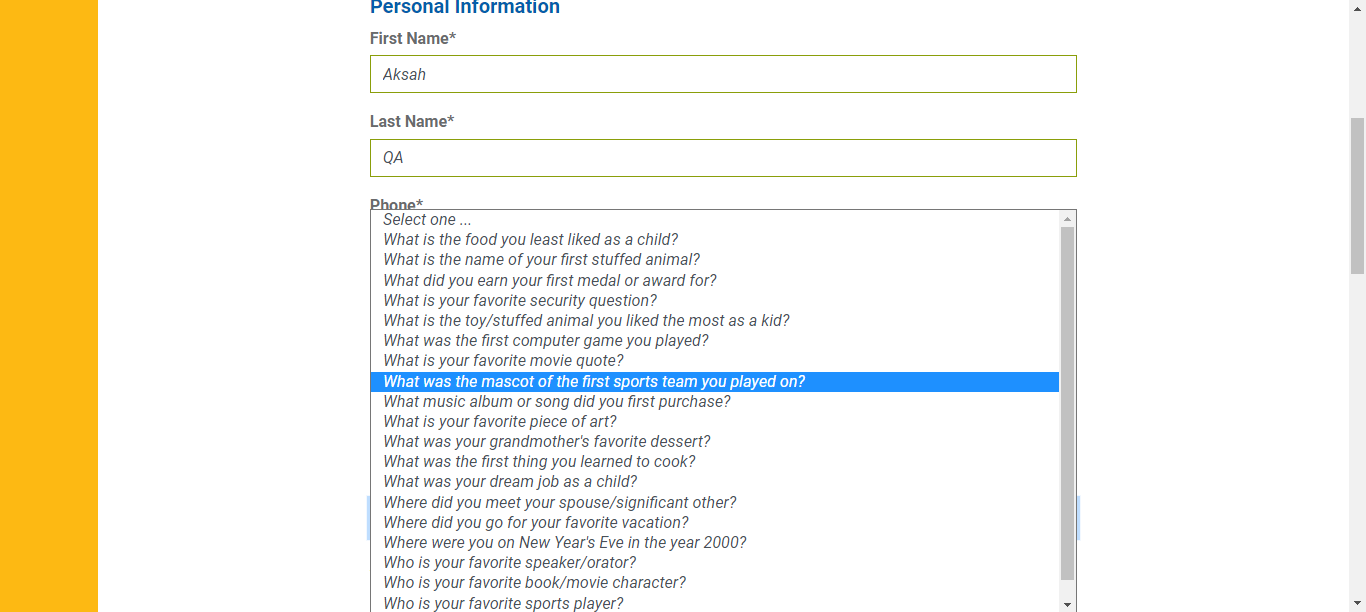 Personal Information
First Name*
Aksah
Last Name*
QA
Phone*
Select one ...
What is the food you least liked as a child?
What is the name of your first stuffed animal?
What did you earn your first medal or award for?
What is your favorite security question?
What is the toy/stuffed animal you liked the most as a kid?
What was the first computer game you played?
What is your favorite movie quote?
What was the mascot of the first sports team you played on?
What music album or song did you first purchase?
What is your favorite piece of art?
What was your grandmother's favorite dessert?
What was the first thing you learned to cook?
What was your dream job as a child?
Where did you meet your spouse/significant other?
Where did you go for your favorite vacation?
Where were you on New Year's Eve in the year 2000?
Who is your favorite speaker/orator?
Who is your favorite book/movie character?
Who is your favorite sports player?